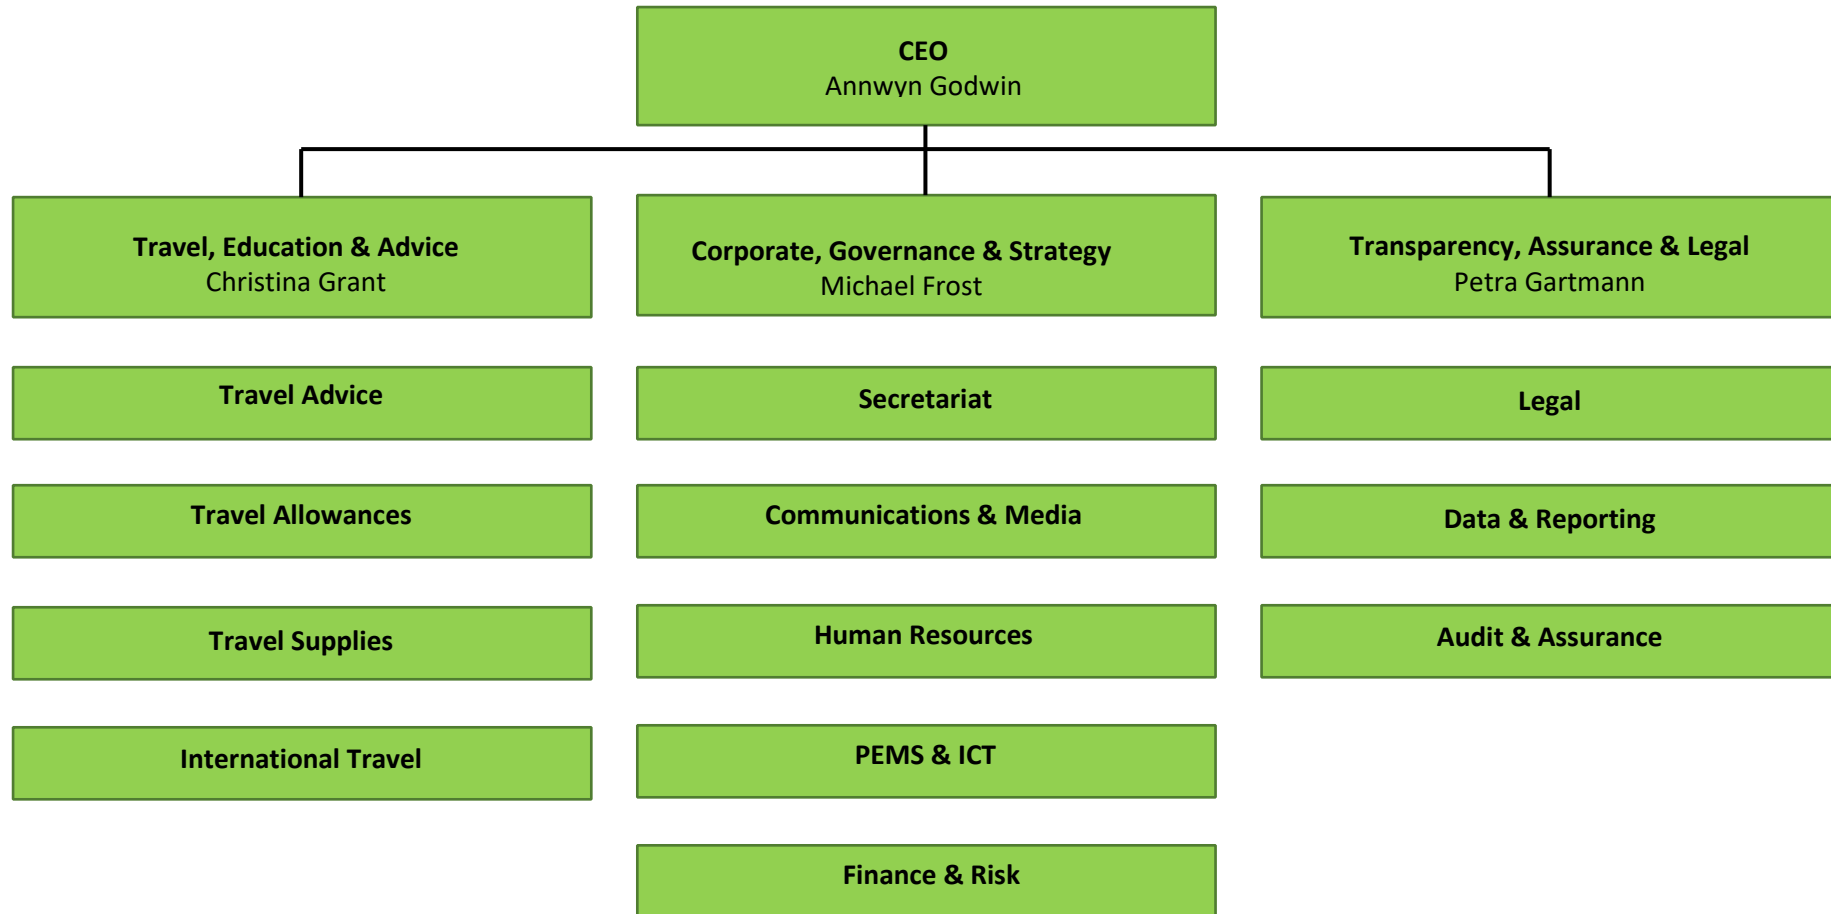 CEO
Annwyn Godwin
Travel, Education & Advice
Christina Grant
Corporate, Governance & Strategy
Michael Frost
Transparency, Assurance & Legal
Petra Gartmann
Travel Advice
Secretariat
Legal
Travel Allowances
Communications & Media
Data & Reporting
Travel Supplies
Human Resources
Audit & Assurance
International Travel
PEMS & ICT
Finance & Risk